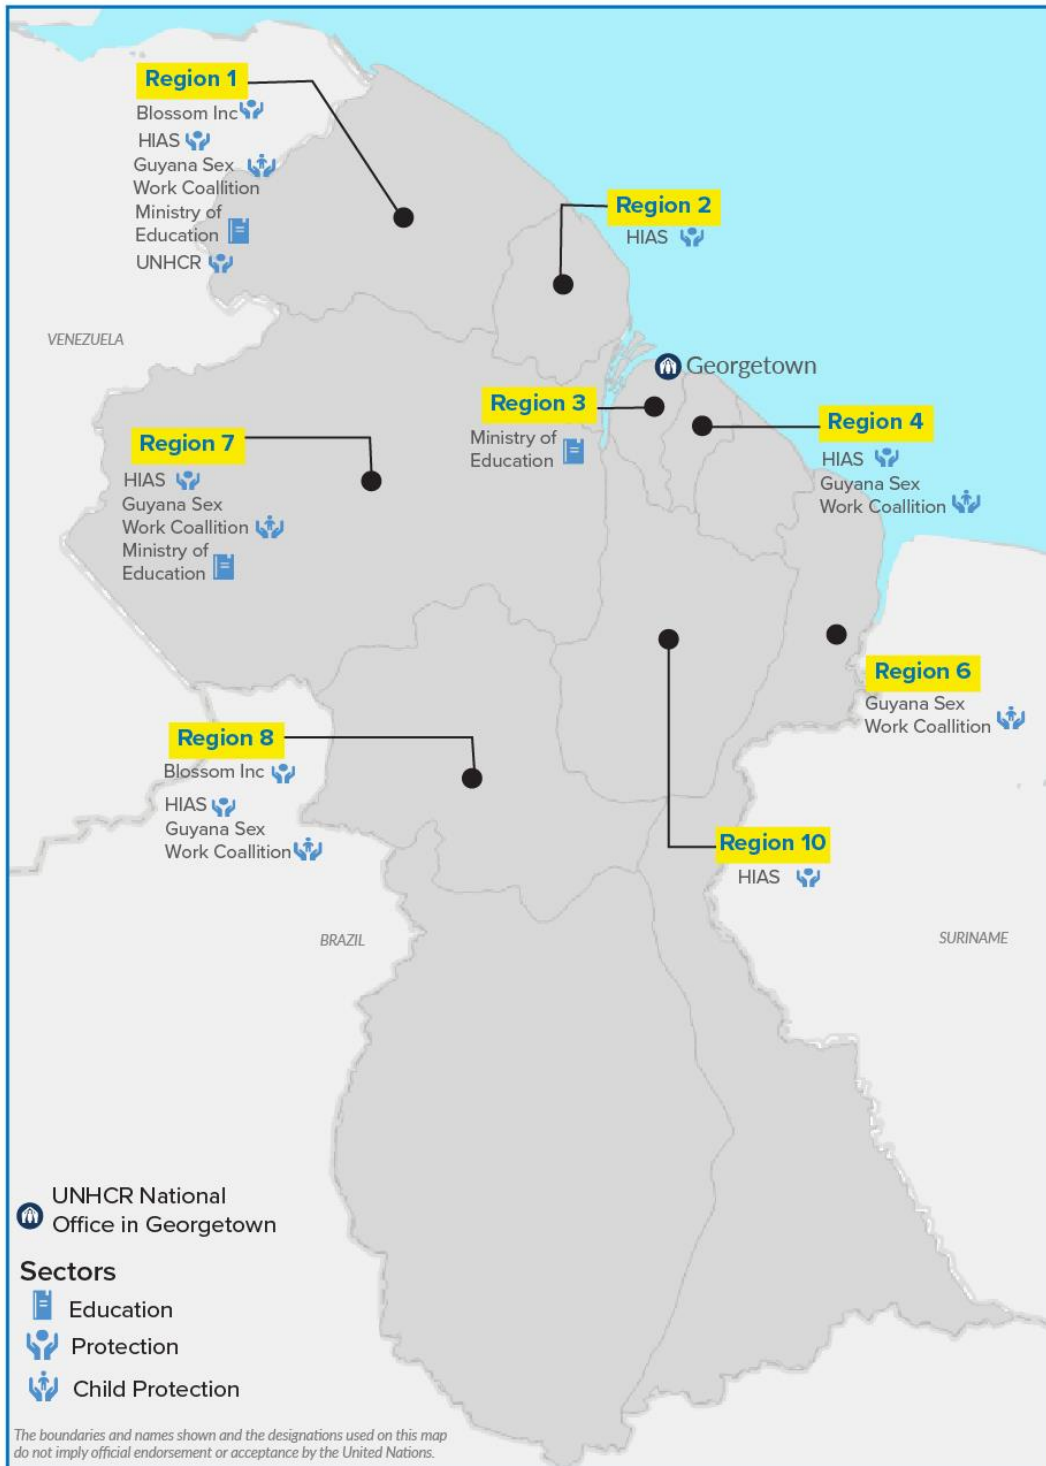 Region 1
Blossom Inc
HIAS
Guyana Sex
Work Coallition
Ministry of
Education
UNHCR
Region 2
HIAS
VENEZUELA
Georgetown
Region 3
Ministry of
Education
Region 4
HIAS
Guyana Sex
Work Coallition
Region 7
HIAS
Guyana Sex
Work Coallition
Ministry of
Education
Region 6
Guyana Sex
Work Coallition
Region 8
Blossom Inc
HIAS
Guyana Sex
Work Coallition
Region 10
HIAS
BRAZIL
SURINAME
UNHCR National
Office in Georgetown
Sectors
Education
Protection
Child Protection
The boundaries and names shown and the designations used on this map
do not imply official endorsement or acceptance by the United Nations.